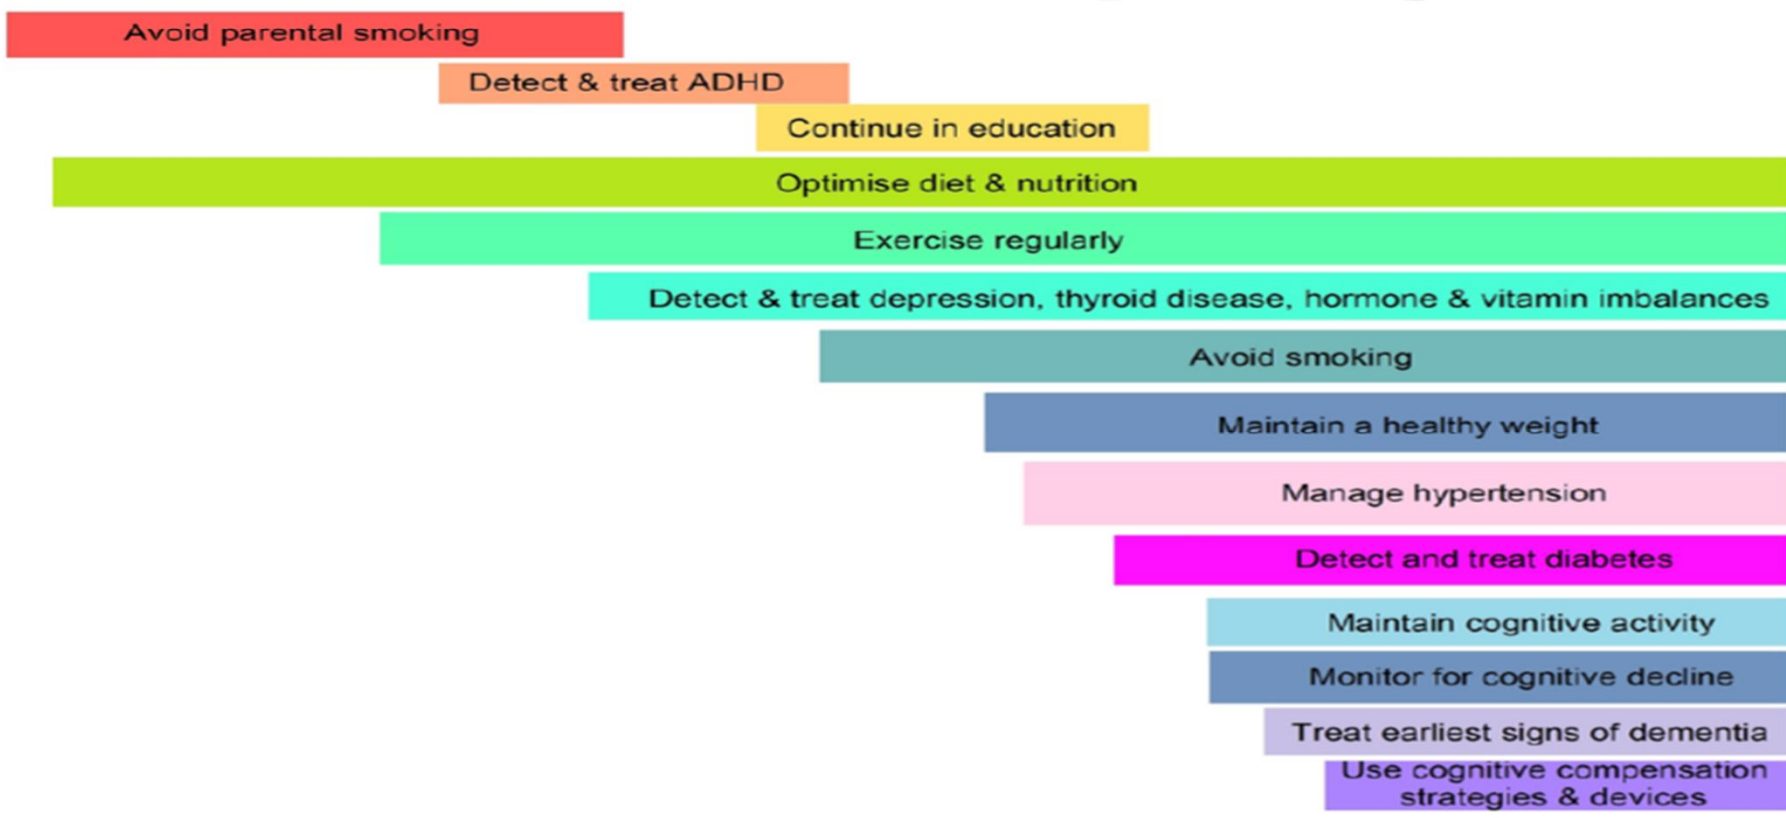 Avoid parental smoking
Detect & treat ADHD
Continue in education
Optimise diet & nutrition
Exercise regularly
Detect & treat depression, thyroid disease, hormone & vitamin imbalances
Avoid smoking
Maintain a healthy weight
Manage hypertension
Detect and treat diabetes
Maintain cognitive activity
Monitor for cognitive decline
Treat earliest signs of dementia
Use cognitive compensation
strategies & devices